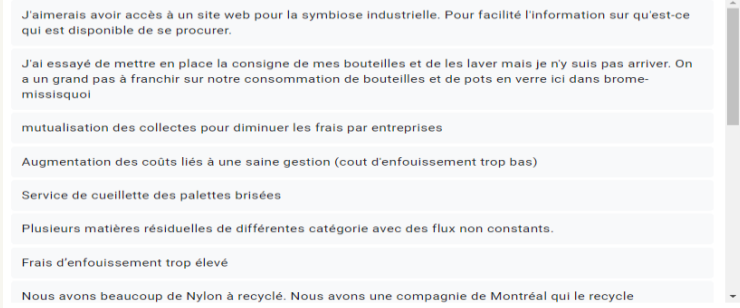 J'aimerais avoir accès à un site web pour la symbiose industrielle. Pour facilité l'information sur qu'est-ce
qui est disponible de se procurer.
J'ai essayé de mettre en place la consigne de mes bouteilles et de les laver mais je n'y suis pas arriver. On
a un grand pas à franchir sur notre consommation de bouteilles et de pots en verre ici dans brome-
missisquoi
mutualisation des collectes pour diminuer les frais par entreprises
Augmentation des coûts liés à une saine gestion (cout d'enfouissement trop bas)
Service de cueillette des palettes brisées
Plusieurs matières résiduelles de différentes catégorie avec des flux non constants.
Frais d'enfouissement trop élevé
Nous avons beaucoup de Nylon à recyclé. Nous avons une compagnie de Montréal qui le recycle